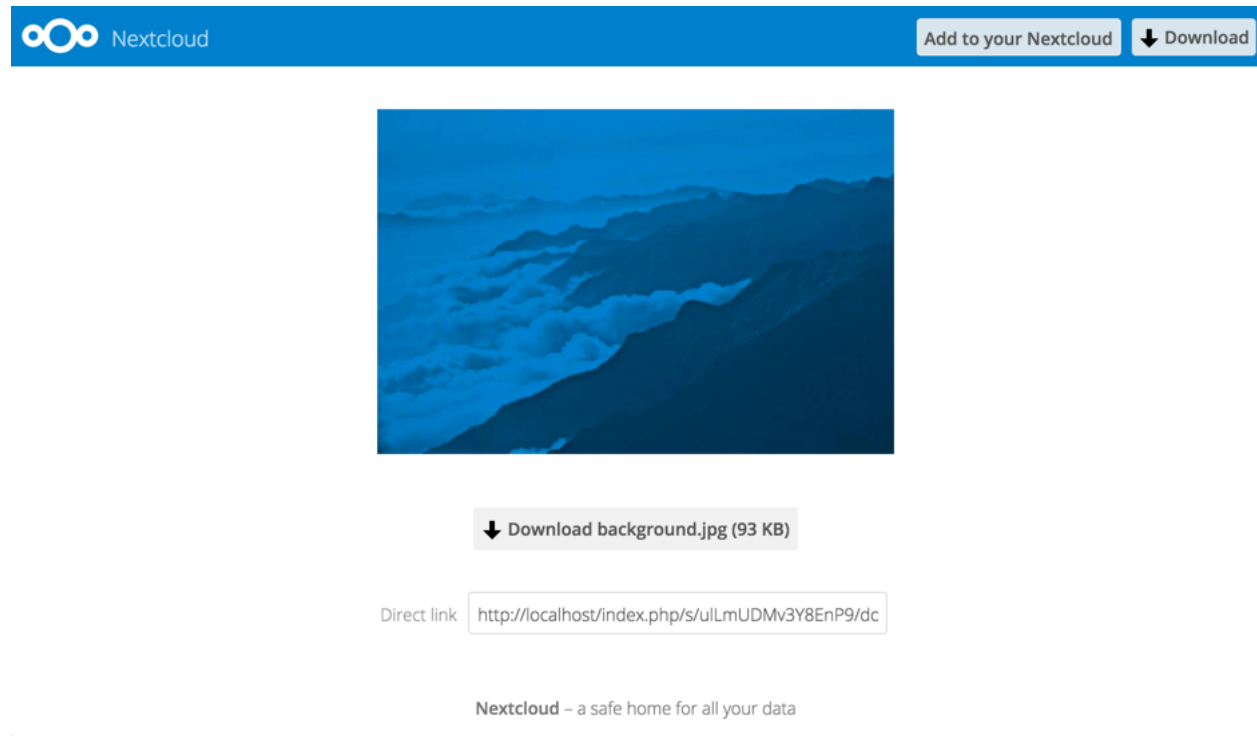 Nextcloud
Add to your Nextcloud
Download
Download background.jpg (93 KB)
Direct link
http://localhost/index.php/s/ulLmUDMv3Y8EnP9/dc
Nextcloud – a safe home for all your data